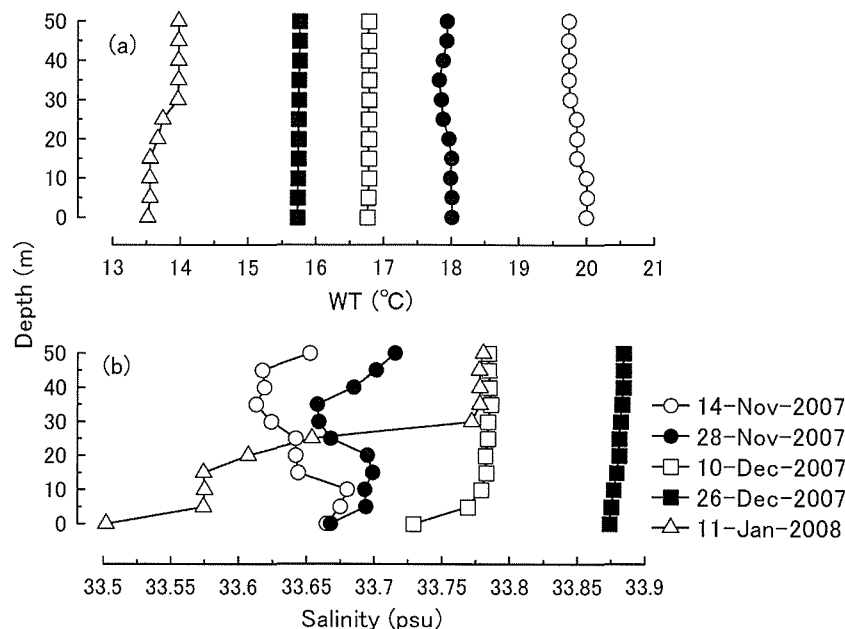 50
40
30
20
10
0
(a)
13 14 15 16 17 18 19 20 21
WT (°C)
Depth (m)
50
40
30
20
10
0
(b)
14-Nov-2007
28-Nov-2007
10-Dec-2007
26-Dec-2007
11-Jan-2008
33.5 33.575 33.6 33.65 33.7 33.75 33.8 33.85 33.9
Salinity (psu)